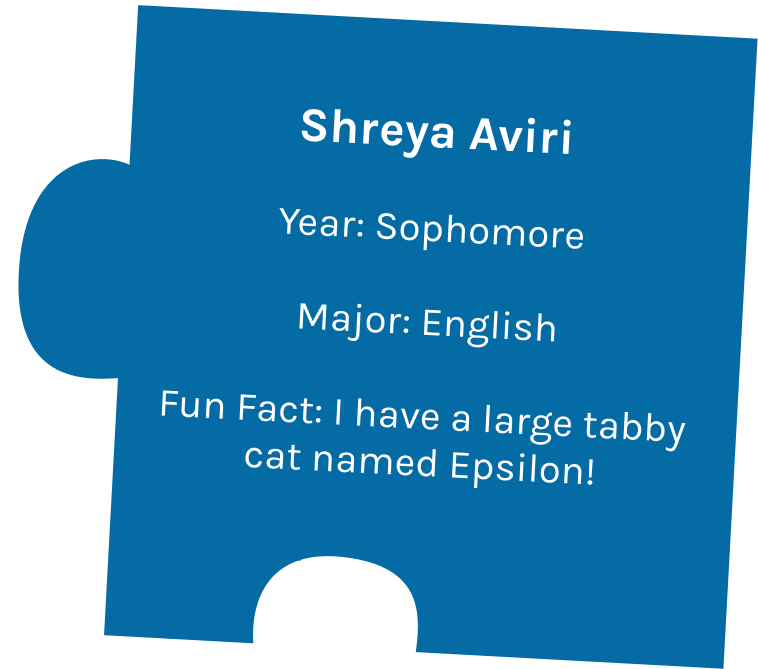 Shreya Aviri
Year: Sophomore
Major: English
Fun Fact: I have a large tabby
cat named Epsilon!